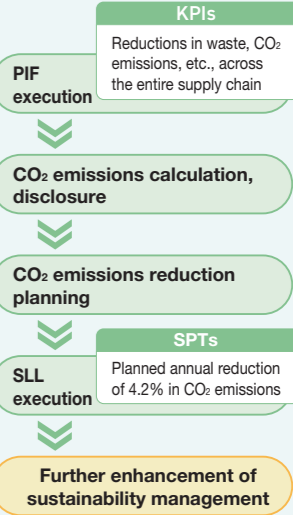 KPIs
Reductions in waste, CO₂
emissions, etc., across
the entire supply chain
PIF
execution
CO₂ emissions calculation,
disclosure
CO₂ emissions reduction
planning
SPTs
Planned annual reduction
of 4.2% in CO₂ emissions
SLL
execution
Further enhancement of
sustainability management